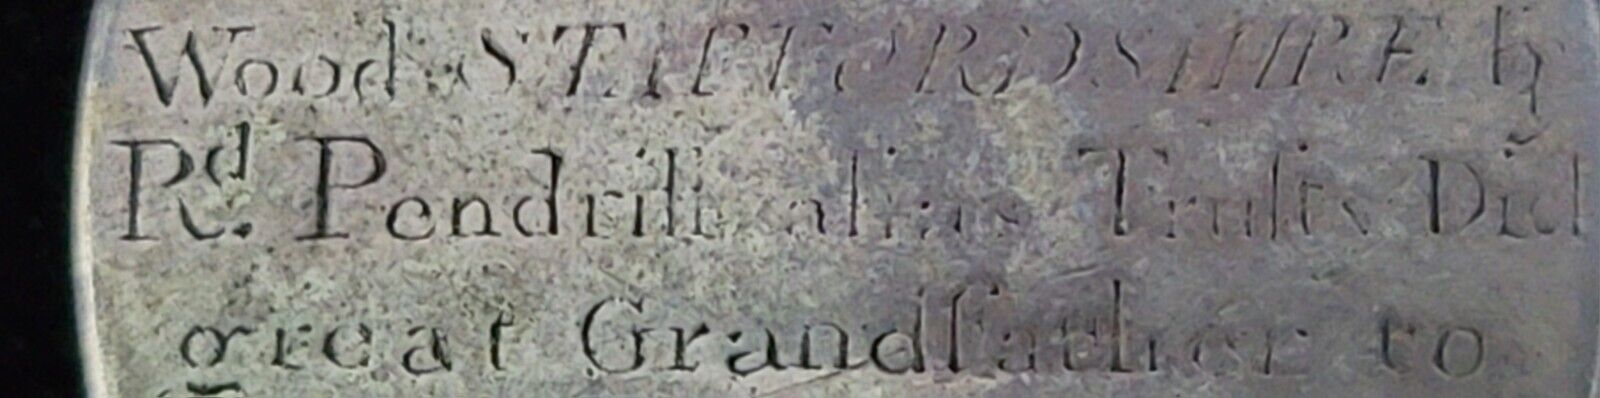 Wood STAFFORDSHIRE by
Rd. Pendrill alias Trusty Dick
great Grandfather to